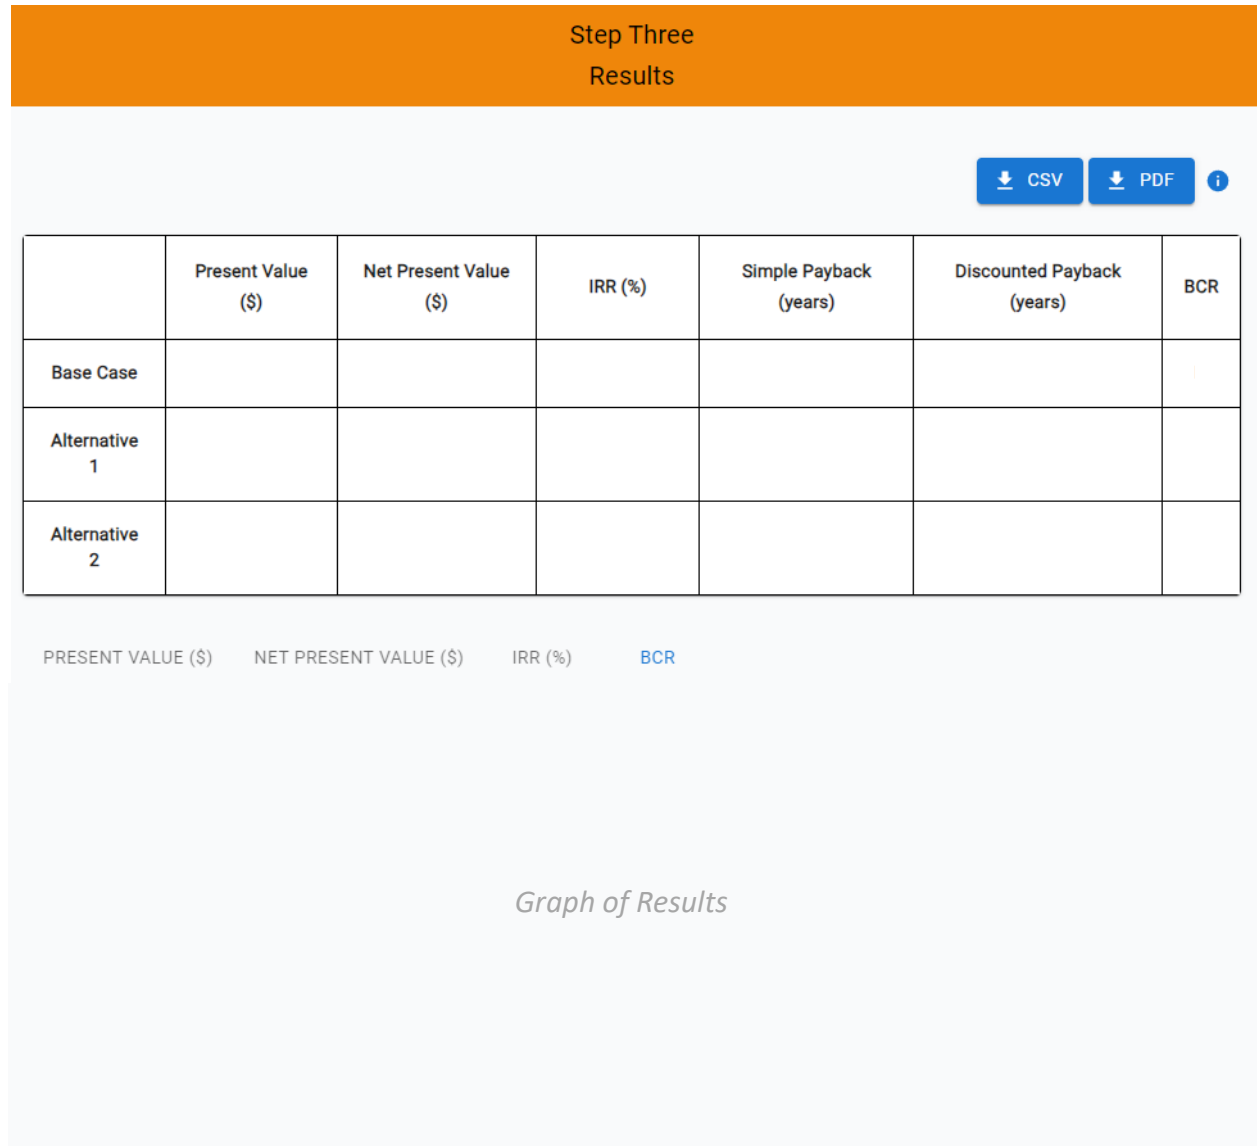 Step Three
Results
CSV PDF
Present Value Net Present Value IRR (%) Simple Payback Discounted Payback BCR
($) ($) (years) (years)
Base Case
Alternative
1
Alternative
2
PRESENT VALUE ($) NET PRESENT VALUE ($) IRR (%) BCR
Graph of Results